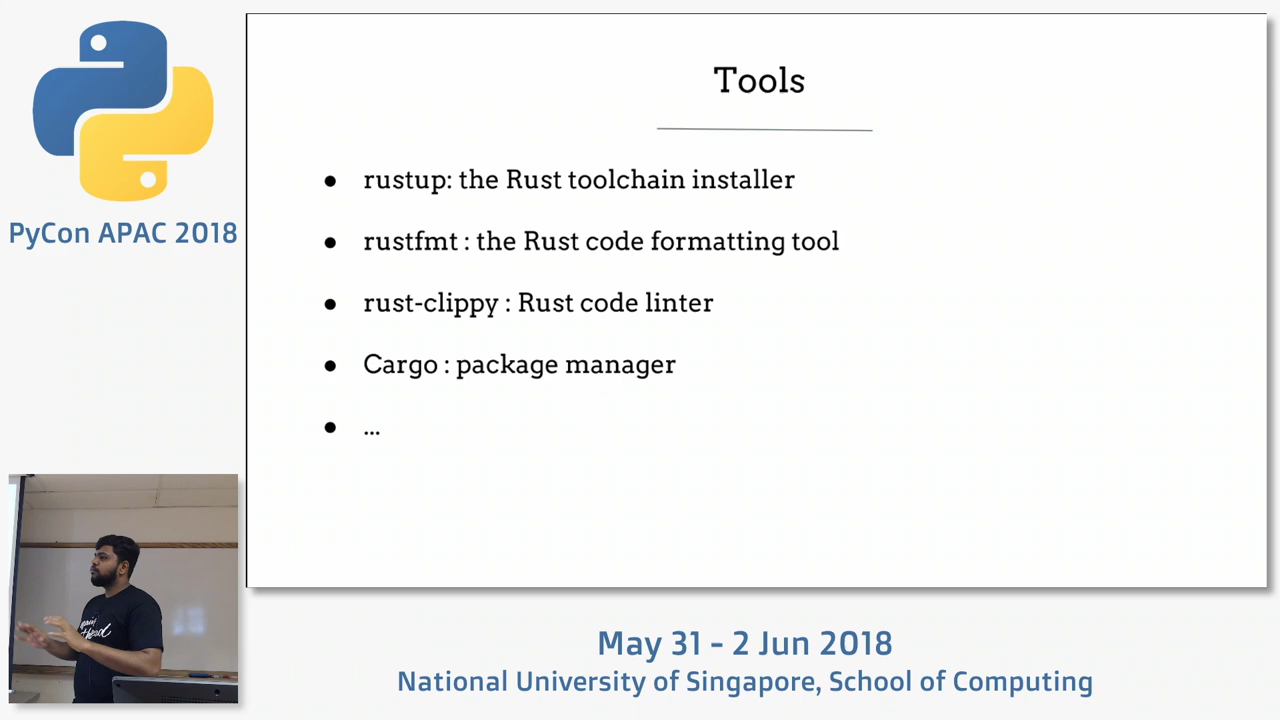 PyCon APAC 2018
Tools
● rustup: the Rust toolchain installer
● rustfmt : the Rust code formatting tool
● rust-clippy : Rust code linter
● Cargo : package manager
● ...
May 31 - 2 Jun 2018
National University of Singapore, School of Computing